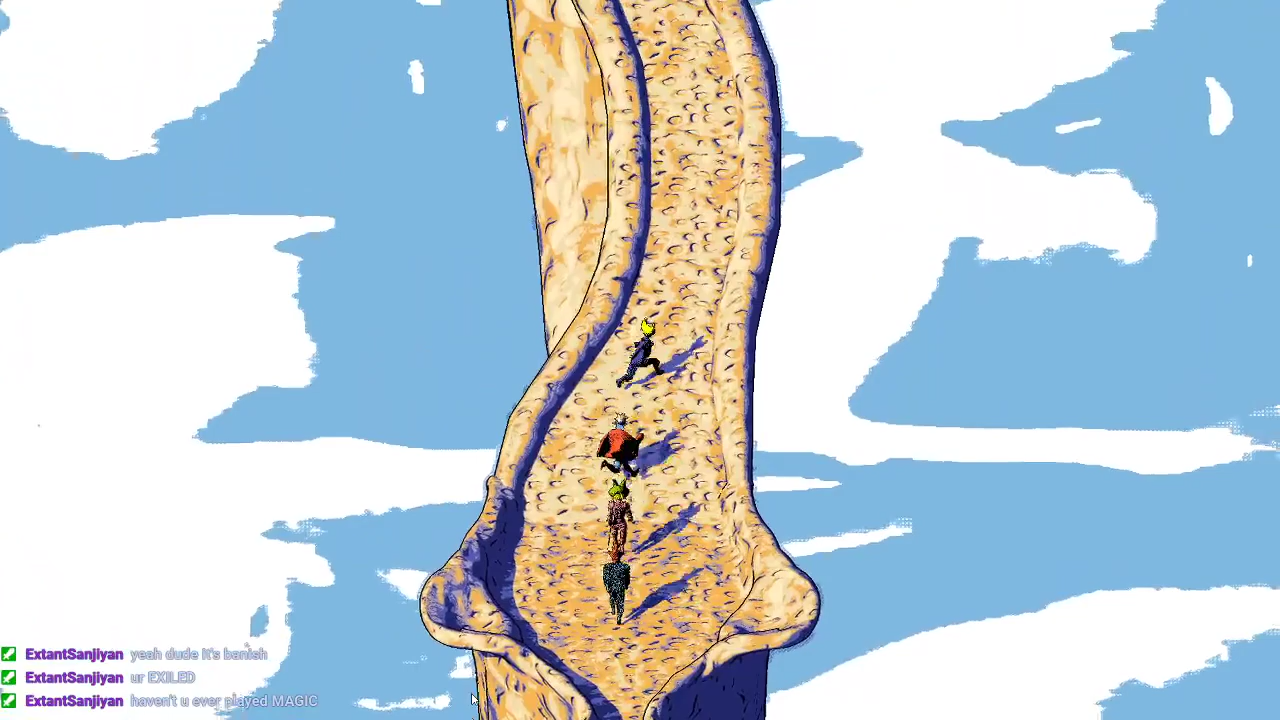 ExtantSanjiyan yeah dude it's banish
ExtantSanjiyan ur EXILED
ExtantSanjiyan haven't u ever played MAGIC